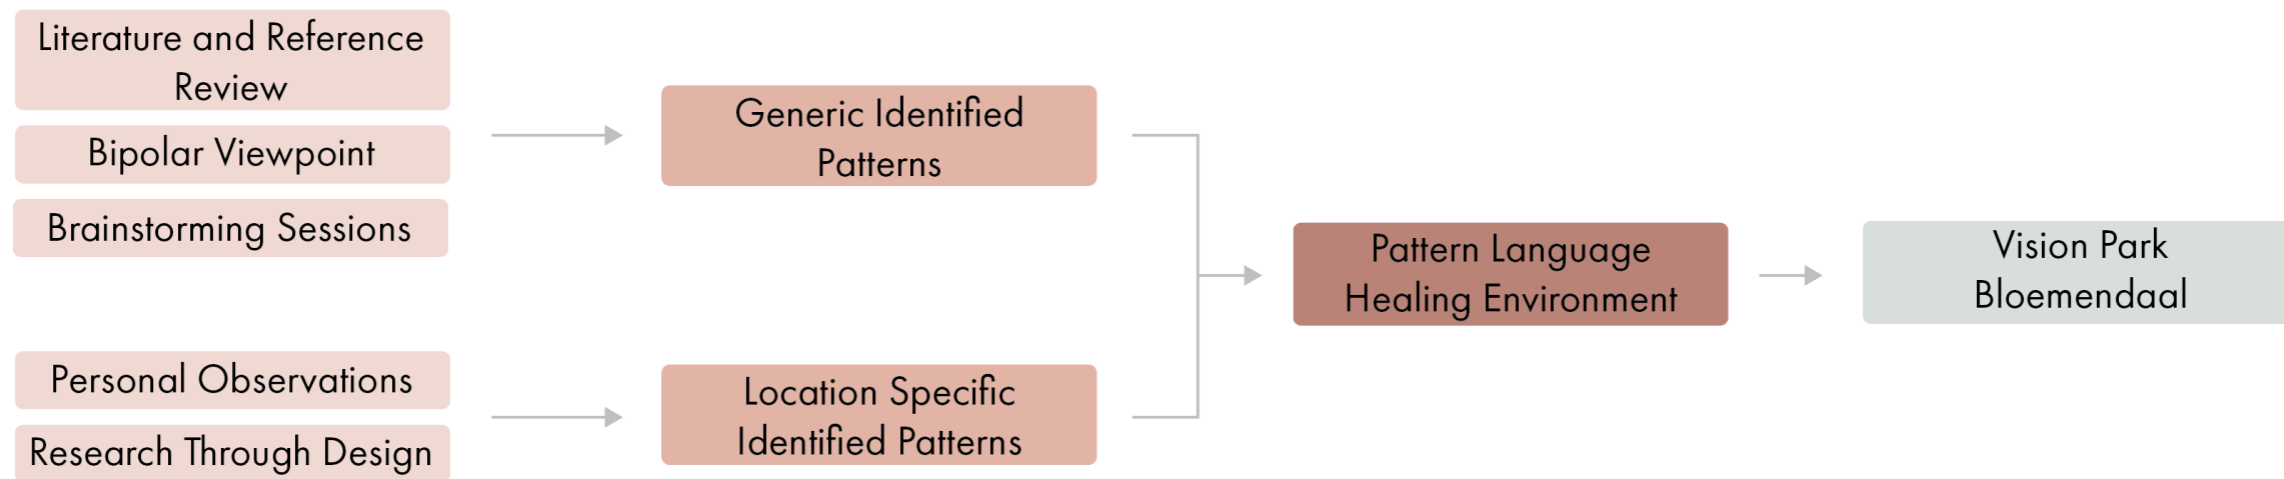 Literature and Reference
Review
Bipolar Viewpoint
Brainstorming Sessions
Personal Observations
Research Through Design
Generic Identified
Patterns
Location Specific
Identified Patterns
Pattern Language
Healing Environment
Vision Park
Bloemendaal